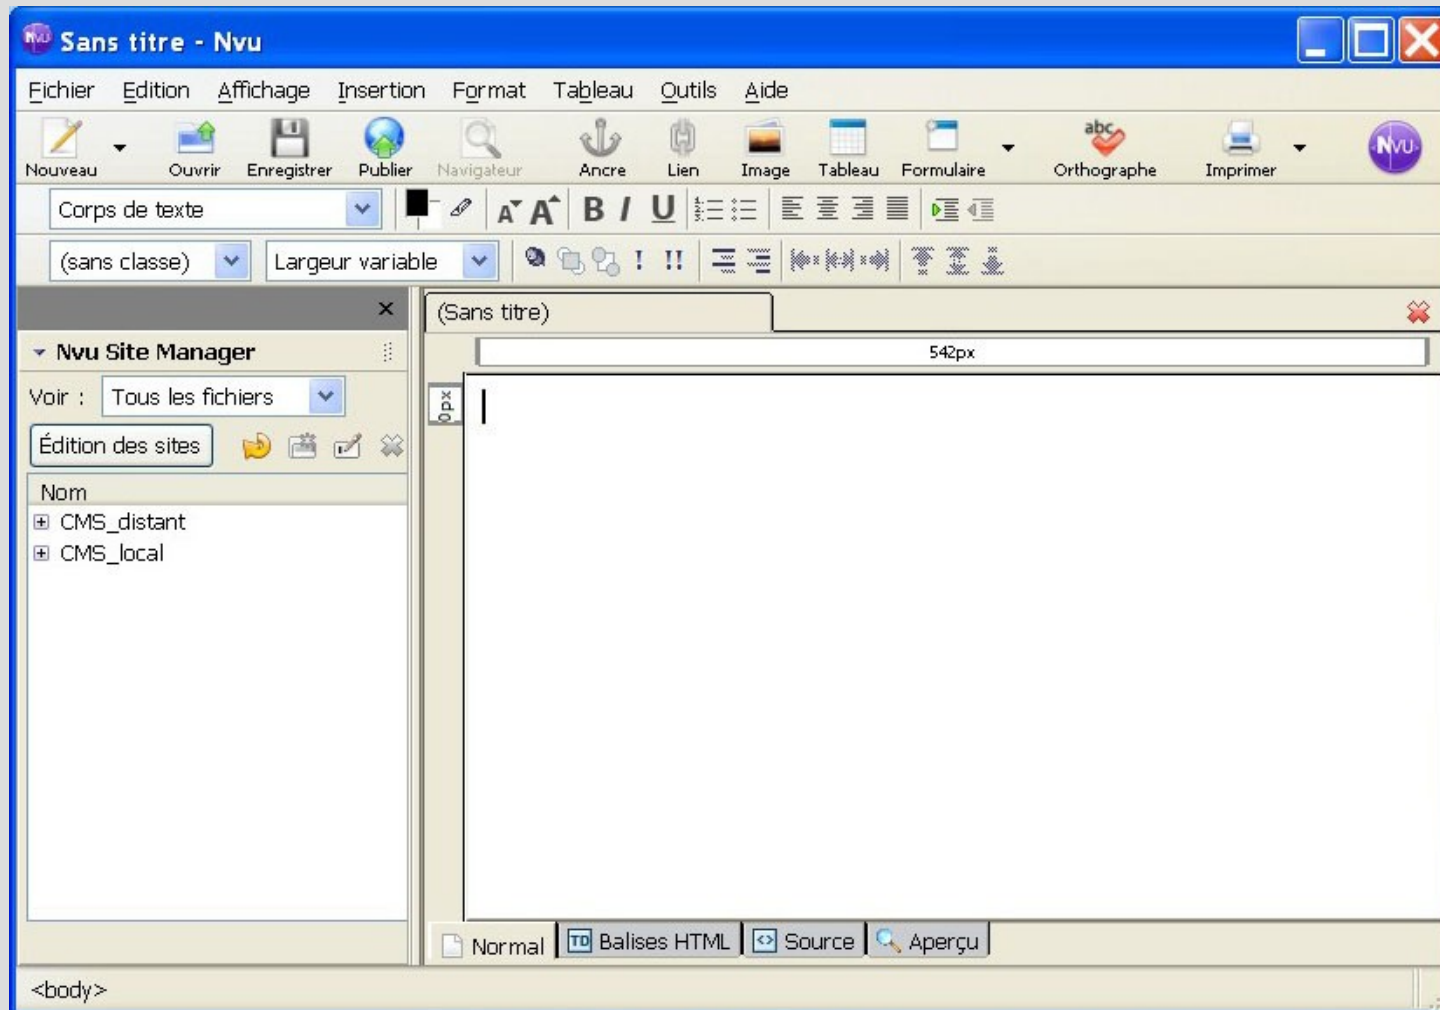 Sans titre - Nvu
Fichier Edition Affichage Insertion Format Tableau Outils Aide
Nouveau Ouvrir Enregistrer Publier Navigateur Ancre Lien Image Tableau Formulaire Orthographe Imprimer
Corps de texte
(sans classe) Largeur variable
(Sans titre)
Nvu Site Manager
542px
Voir : Tous les fichiers
0px
Édition des sites
Nom
CMS_distant
CMS_local
Normal Balises HTML Source Aperçu
<body>